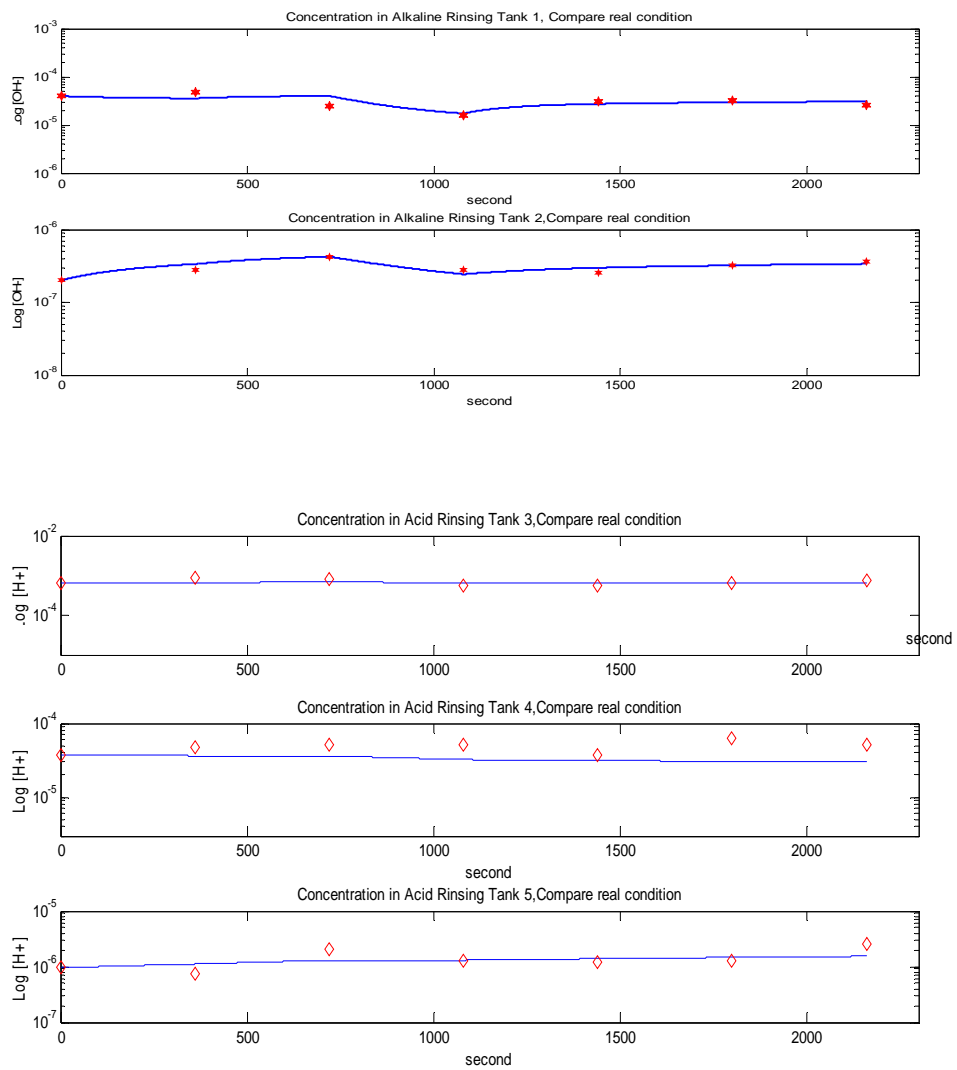 Concentration in Alkaline Rinsing Tank 1, Compare real condition
10^-3
10^-4
10^-5
10^-6
.og [OH+]
0 500 1000 1500 2000
second
Concentration in Alkaline Rinsing Tank 2,Compare real condition
10^-6
10^-7
10^-8
Log [OH+]
0 500 1000 1500 2000
second
Concentration in Acid Rinsing Tank 3,Compare real condition
10^-2
10^-4
.og [H+]
second
0 500 1000 1500 2000
Concentration in Acid Rinsing Tank 4,Compare real condition
10^-4
10^-5
Log [H+]
0 500 1000 1500 2000
second
Concentration in Acid Rinsing Tank 5,Compare real condition
10^-5
10^-6
10^-7
Log [H+]
0 500 1000 1500 2000
second